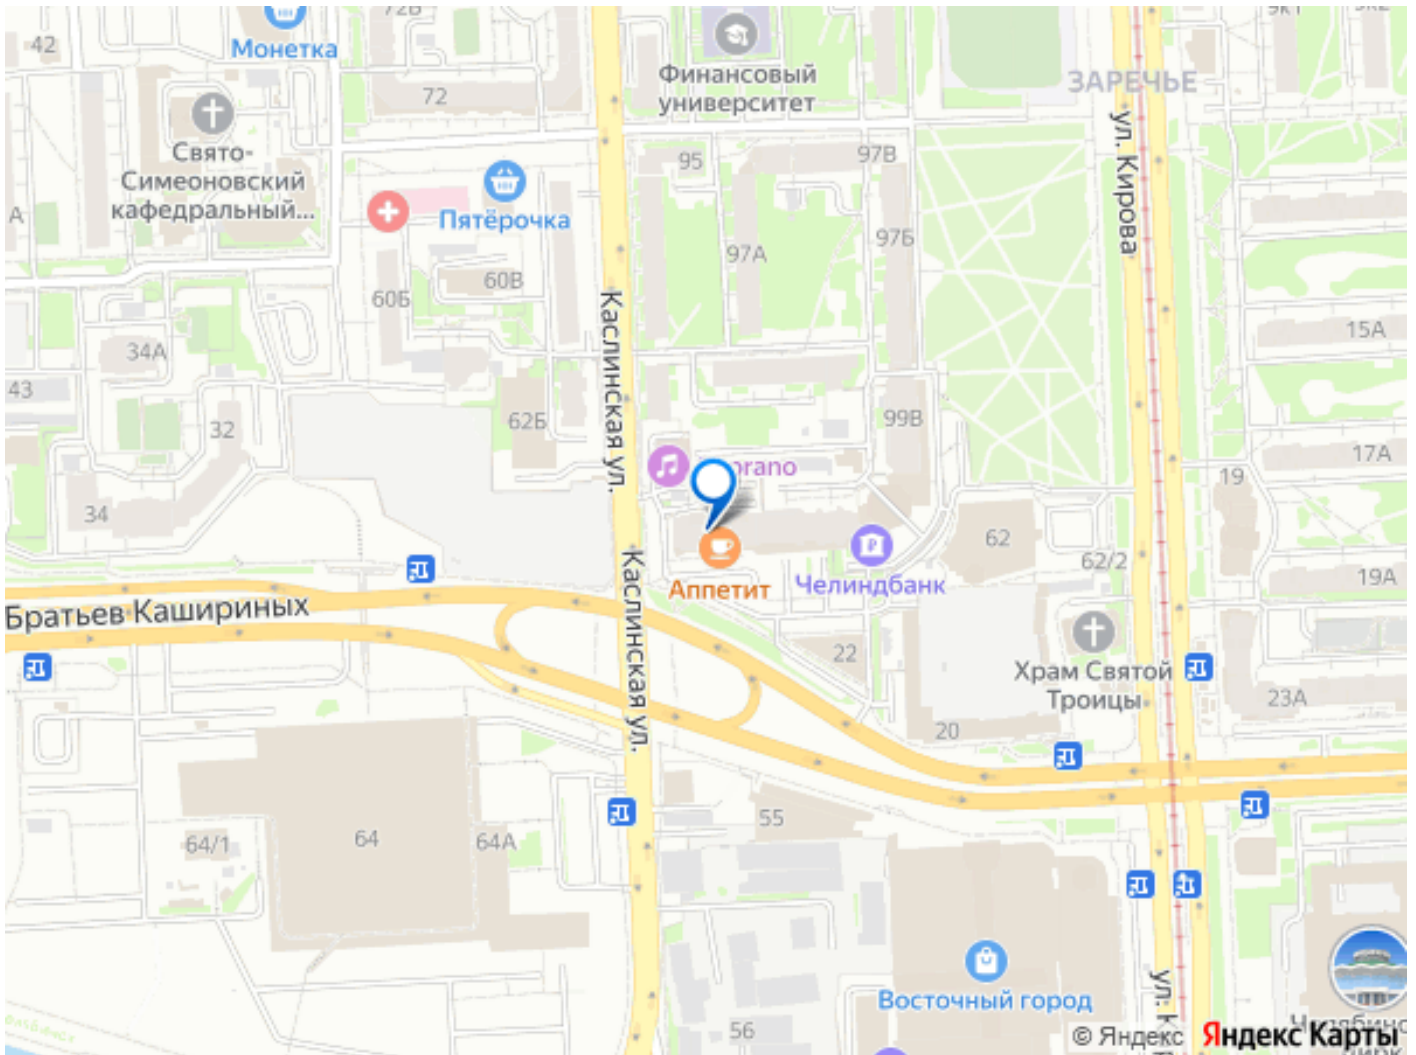 42
Монетка
72
Финансовый
университет
ЗАРЕЧЬЕ
ул. Кирова
Свято-
Симеоновский
кафедральный...
А
Пятёрочка
95
97В
97А
97Б
60Б
60В
Каслинская ул.
34А
15А
43
32
62Б
99В
17А
19
34
62
62/2
Аппетит
Челиндбанк
19А
Братьев Кашириных
Каслинская ул.
22
Храм Святой
Троицы
23А
20
64/1
64
64А
55
Восточный город
56
© Яндекс
Яндекс Карты